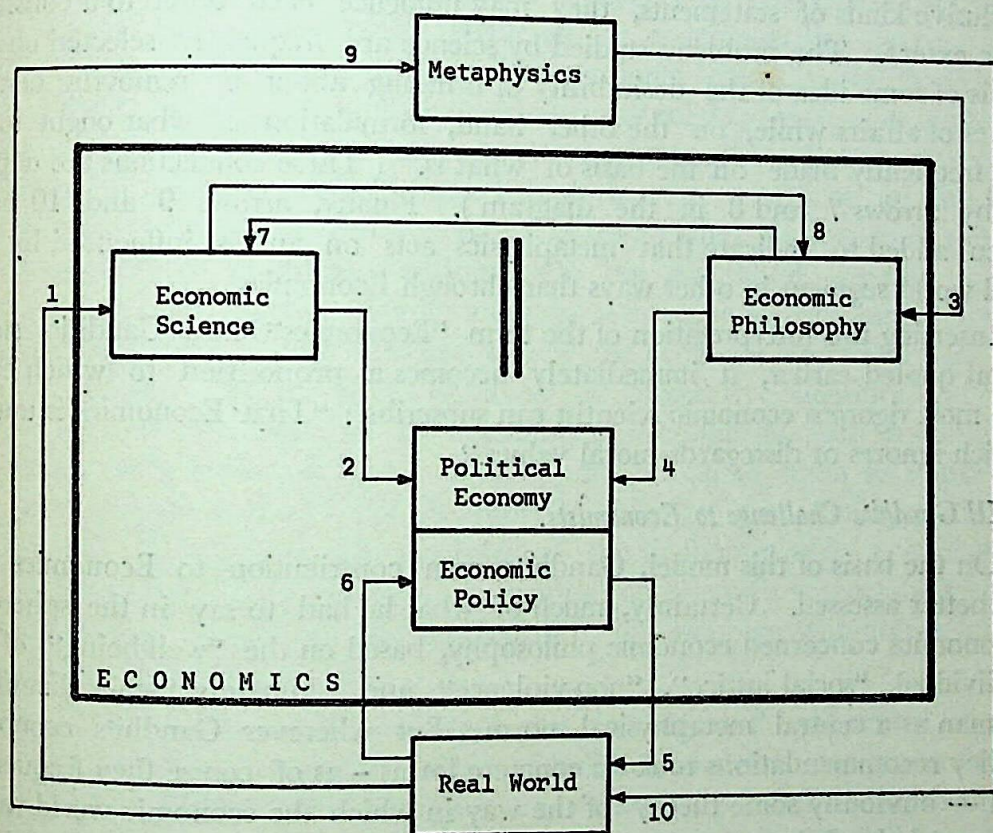 9
Metaphysics
7
8
1
Economic
Science
Economic
Philosophy
3
2
Political
Economy
4
6
Economic
Policy
ECONOMICS
5
Real World
10